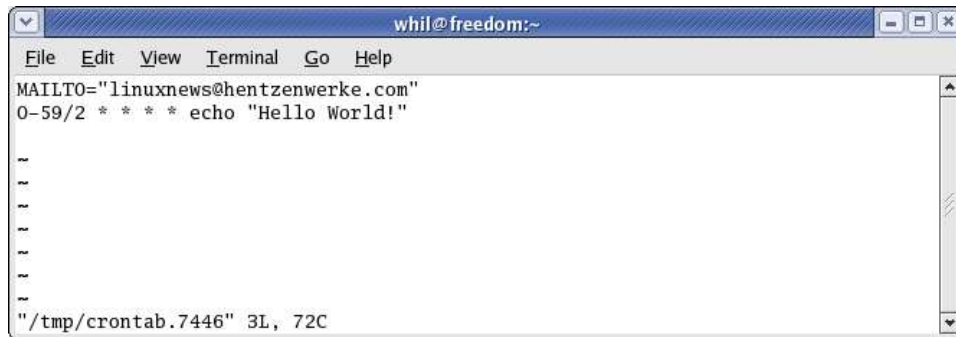 whil@freedom:~
File Edit View Terminal Go Help
MAILTO="linuxnews@hentzenwerke.com"
0-59/2 * * * * echo "Hello World!"
~
~
~
~
~
~
~
"/tmp/crontab.7446" 3L, 72C